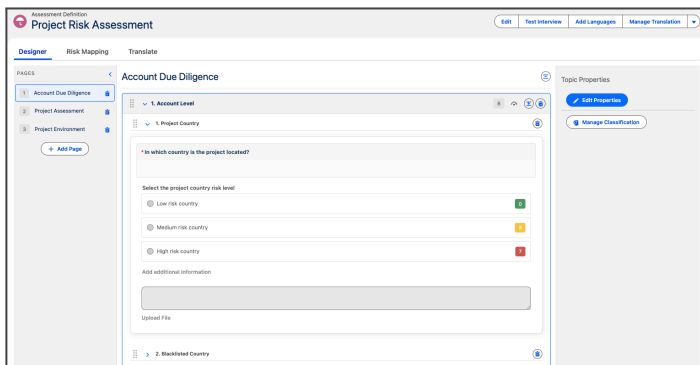 Assessment Definition
Project Risk Assessment
Edit
Test Interview
Add Languages
Manage Translation
Designer
Risk Mapping
Translate
PAGES
Account Due Diligence
Topic Properties
1 Account Due Diligence
2 Project Assessment
3 Project Environment
+ Add Page
1. Account Level
Edit Properties
Manage Classification
1. Project Country
*In which country is the project located?
Select the project country risk level
Low risk country
0
Medium risk country
High risk country
7
Add additional information
Upload File
2. Blacklisted Country